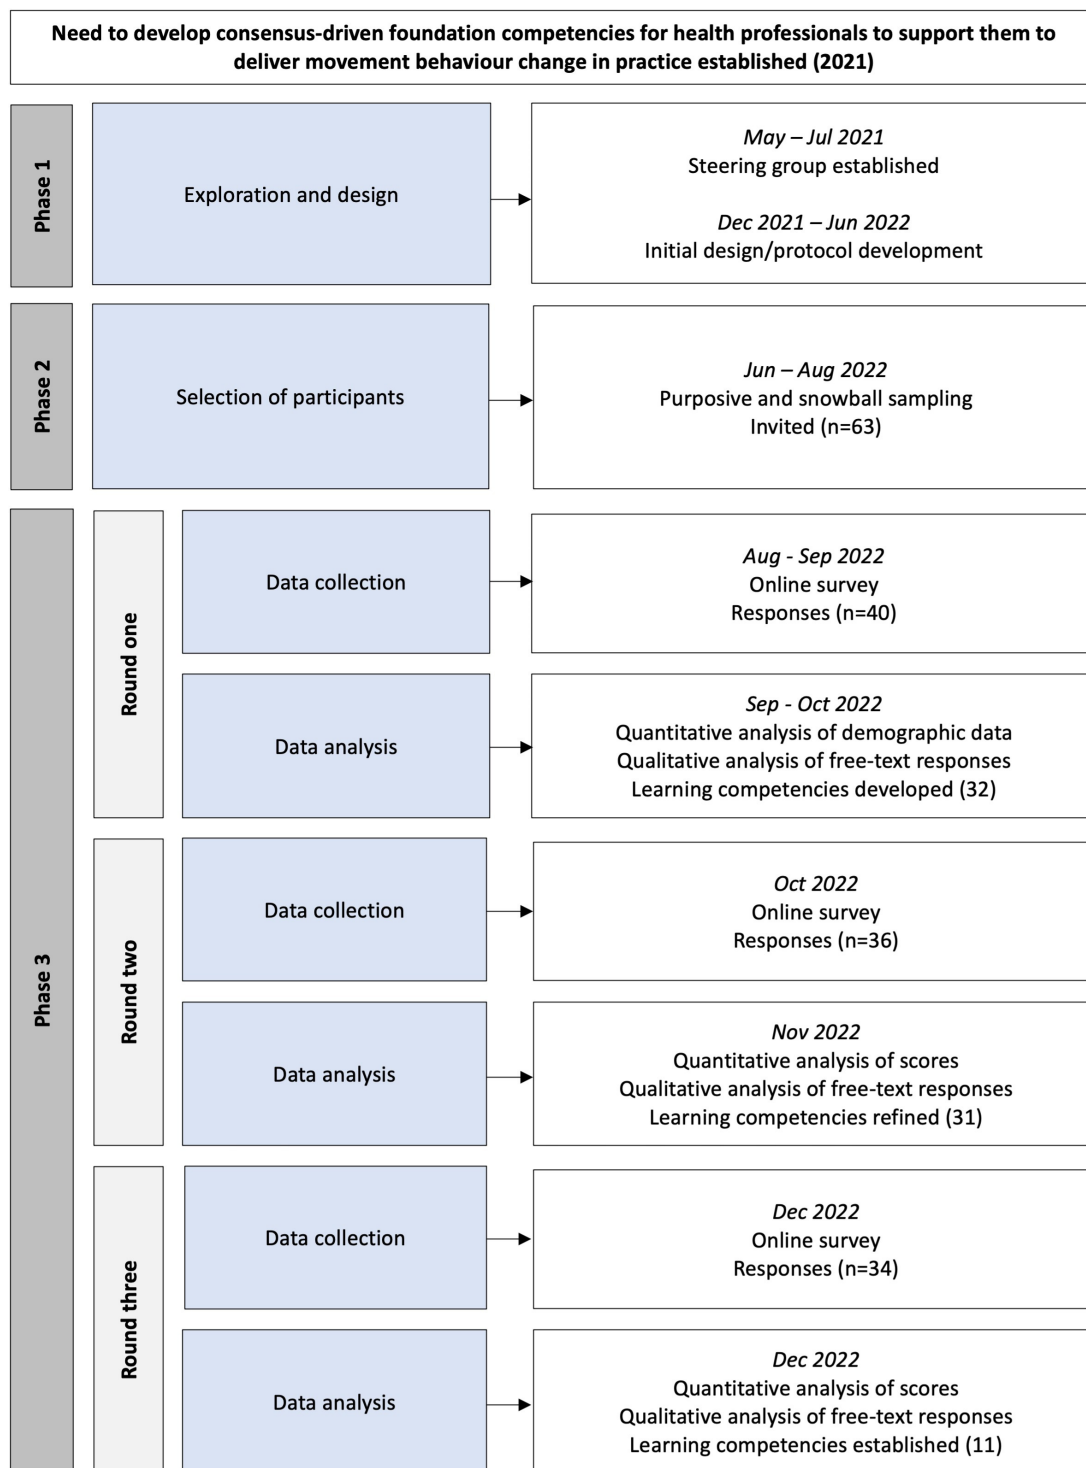 Need to develop consensus-driven foundation competencies for health professionals to support them to
deliver movement behaviour change in practice established (2021)
Phase 1
Exploration and design
May – Jul 2021
Steering group established
Dec 2021 – Jun 2022
Initial design/protocol development
Phase 2
Selection of participants
Jun – Aug 2022
Purposive and snowball sampling
Invited (n=63)
Phase 3
Round one
Data collection
Aug - Sep 2022
Online survey
Responses (n=40)
Data analysis
Sep - Oct 2022
Quantitative analysis of demographic data
Qualitative analysis of free-text responses
Learning competencies developed (32)
Round two
Data collection
Oct 2022
Online survey
Responses (n=36)
Data analysis
Nov 2022
Quantitative analysis of scores
Qualitative analysis of free-text responses
Learning competencies refined (31)
Round three
Data collection
Dec 2022
Online survey
Responses (n=34)
Data analysis
Dec 2022
Quantitative analysis of scores
Qualitative analysis of free-text responses
Learning competencies established (11)